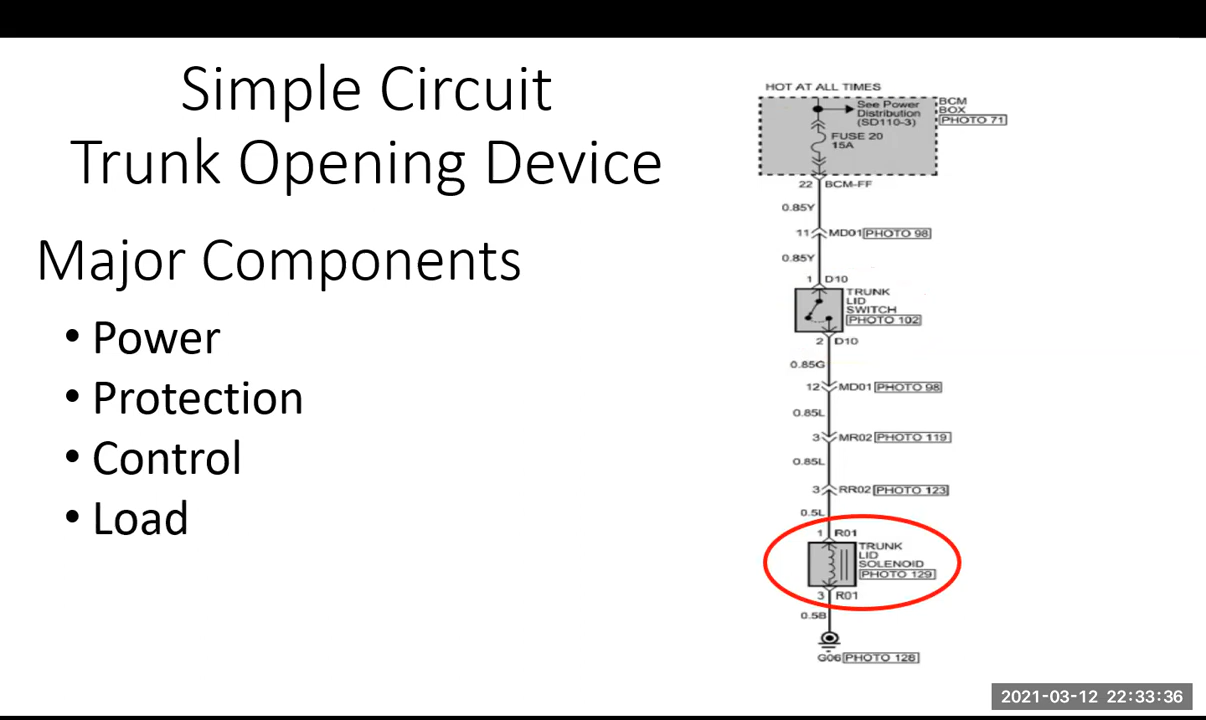 Simple Circuit
Trunk Opening Device
Major Components
• Power
• Protection
• Control
• Load
HOT AT ALL TIMES
See Power
Distribution
(SD110-3)
FUSE 20
15A
BCM
BOX
PHOTO 71
22 BCM-FF
0.85Y
11 MD01 PHOTO 98
0.85Y
1 D10
TRUNK
LID
SWITCH
PHOTO 102
2 D10
0.85G
12 MD01 PHOTO 98
0.85L
3 MR02 PHOTO 119
0.85L
3 RR02 PHOTO 123
0.5L
1 R01
TRUNK
LID
SOLENOID
PHOTO 129
3 R01
0.5B
G06 PHOTO 128
2021-03-12 22:33:36